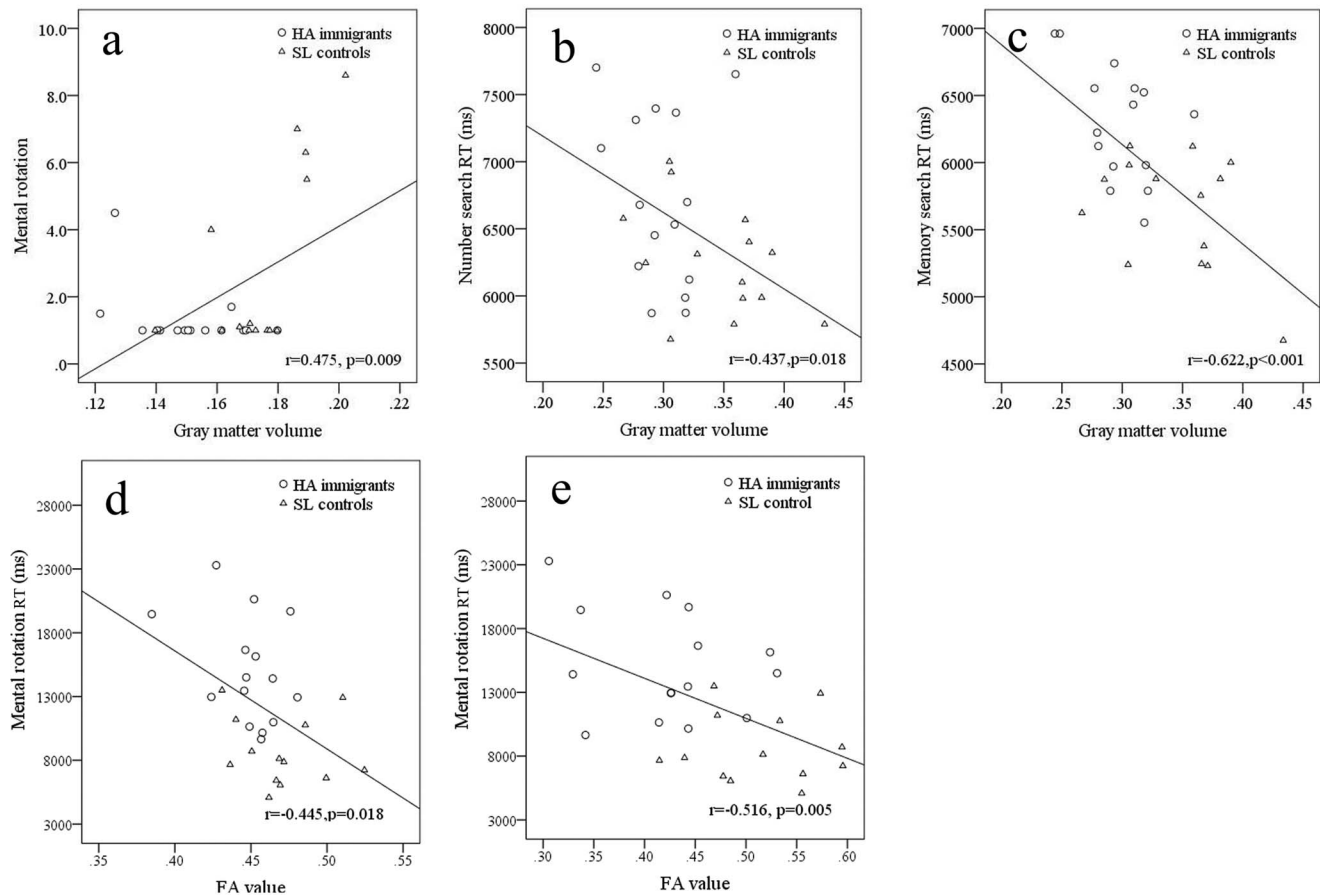 a
HA immigrants
SL controls
10.0
8.0
6.0
4.0
2.0
.0
Mental rotation
r=0.475, p=0.009
.12 .14 .16 .18 .20 .22
Gray matter volume
b
HA immigrants
SL controls
8000
7500
7000
6500
6000
5500
Number search RT (ms)
r=-0.437,p=0.018
.20 .25 .30 .35 .40 .45
Gray matter volume
c
HA immigrants
SL controls
7000
6500
6000
5500
5000
4500
Memory search RT (ms)
r=-0.622,p<0.001
.20 .25 .30 .35 .40 .45
Gray matter volume
d
HA immigrants
SL controls
28000
23000
18000
13000
8000
3000
Mental rotation RT (ms)
r=-0.445,p=0.018
.35 .40 .45 .50 .55
FA value
e
HA immigrants
SL control
28000
23000
18000
13000
8000
3000
Mental rotation RT (ms)
r=-0.516, p=0.005
.30 .35 .40 .45 .50 .55 .60
FA value